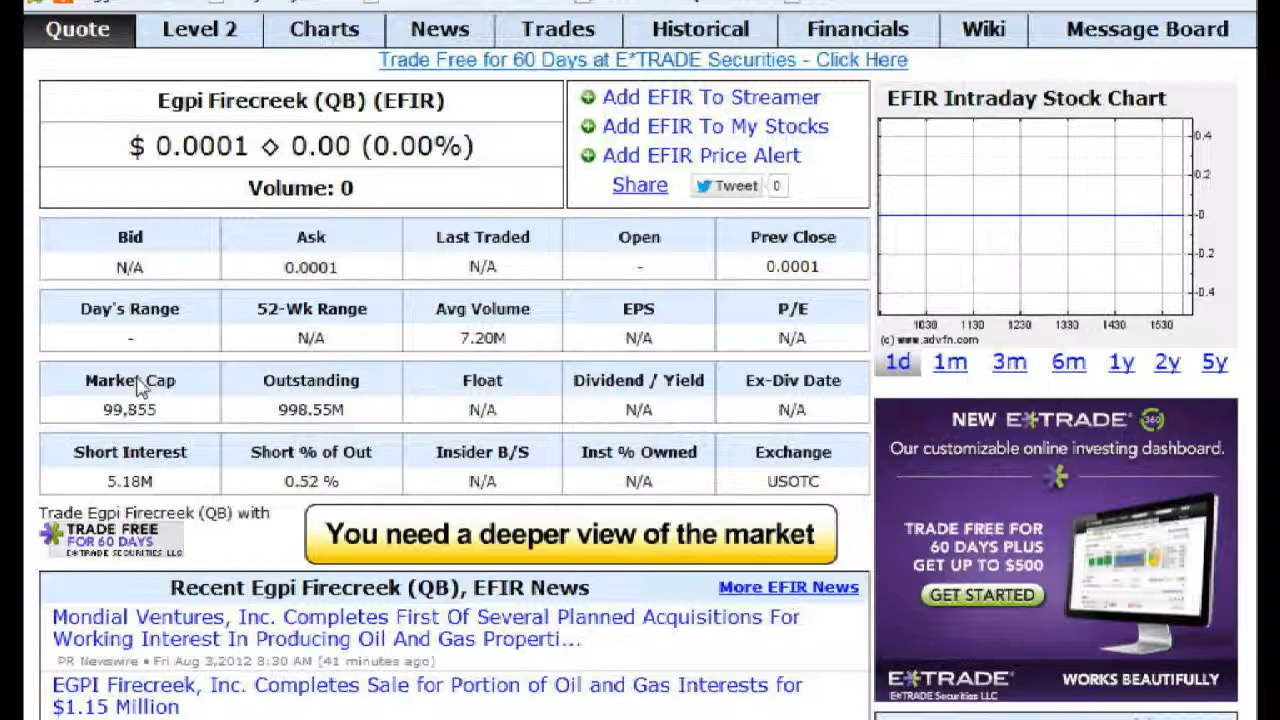 Quote Level 2 Charts News Trades Historical Financials Wiki Message Board
Trade Free for 60 Days at E*TRADE Securities - Click Here
Egpi Firecreek (QB) (EFIR)
$ 0.0001 ◇ 0.00 (0.00%)
Volume: 0
Add EFIR To Streamer
Add EFIR To My Stocks
Add EFIR Price Alert
Share Tweet 0
Bid Ask Last Traded Open Prev Close
N/A 0.0001 N/A - 0.0001
Day's Range 52-Wk Range Avg Volume EPS P/E
- N/A 7.20M N/A N/A
Market Cap Outstanding Float Dividend / Yield Ex-Div Date
99,855 998.55M N/A N/A N/A
Short Interest Short % of Out Insider B/S Inst % Owned Exchange
5.18M 0.52 % N/A N/A USOTC
Trade Egpi Firecreek (QB) with
TRADE FREE
FOR 60 DAYS
E*TRADE SECURITIES LLC
You need a deeper view of the market
Recent Egpi Firecreek (QB), EFIR News More EFIR News
Mondial Ventures, Inc. Completes First Of Several Planned Acquisitions For
Working Interest In Producing Oil And Gas Properti...
PR Newswire • Fri Aug 3,2012 8:30 AM (41 minutes ago)
EGPI Firecreek, Inc. Completes Sale for Portion of Oil and Gas Interests for
$1.15 Million
EFIR Intraday Stock Chart
0.4
0.2
0
-0.2
-0.4
1030 1130 1230 1330 1430 1530
(c) www.advfn.com
1d 1m 3m 6m 1y 2y 5y
NEW E*TRADE 360
Our customizable online investing dashboard.
TRADE FREE FOR
60 DAYS PLUS
GET UP TO $500
GET STARTED
E*TRADE WORKS BEAUTIFULLY
E*TRADE Securities LLC